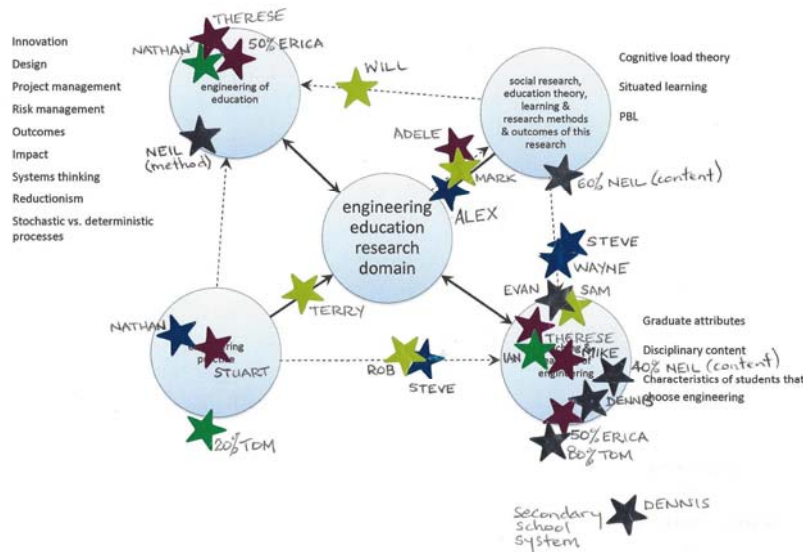 THERESE
NATHAN
50% ERICA
engineering of
education
NEIL
(method)
Innovation
Design
Project management
Risk management
Outcomes
Impact
Systems thinking
Reductionism
Stochastic vs. deterministic
processes
WILL
social research,
education theory,
learning &
research methods
& outcomes of this
research
Cognitive load theory
Situated learning
PBL
ADELE
MARK
ALEX
60% NEIL (content)
engineering
education
research
domain
STEVE
WAYNE
EVAN
SAM
TERRY
NATHAN
STUART
20% TOM
ROB
STEVE
THERESE
IAN
MIKE
of engineering
40% NEIL (content)
DENNIS
50% ERICA
80% TOM
Graduate attributes
Disciplinary content
Characteristics of students that
choose engineering
Secondary
school
system
DENNIS